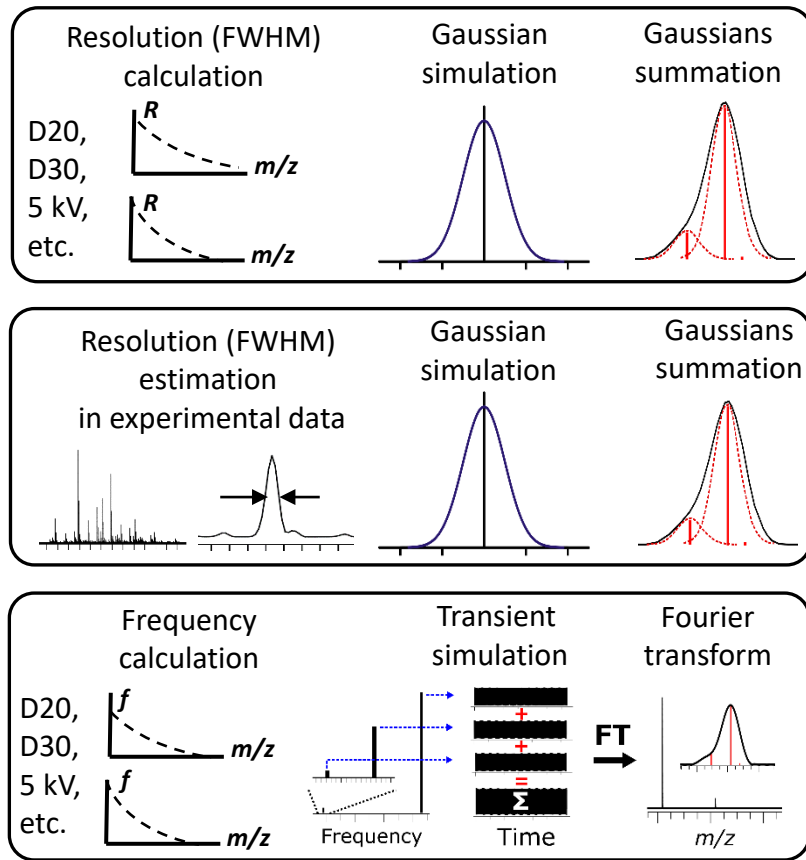 Resolution (FWHM)
calculation
Gaussian
simulation
Gaussians
summation
D20,
D30,
5 kV,
etc.
R
m/z
R
m/z
Resolution (FWHM)
estimation
in experimental data
Gaussian
simulation
Gaussians
summation
Frequency
calculation
Transient
simulation
Fourier
transform
D20,
D30,
5 kV,
etc.
f
m/z
f
m/z
Frequency
+
+
=
Σ
Time
FT
m/z